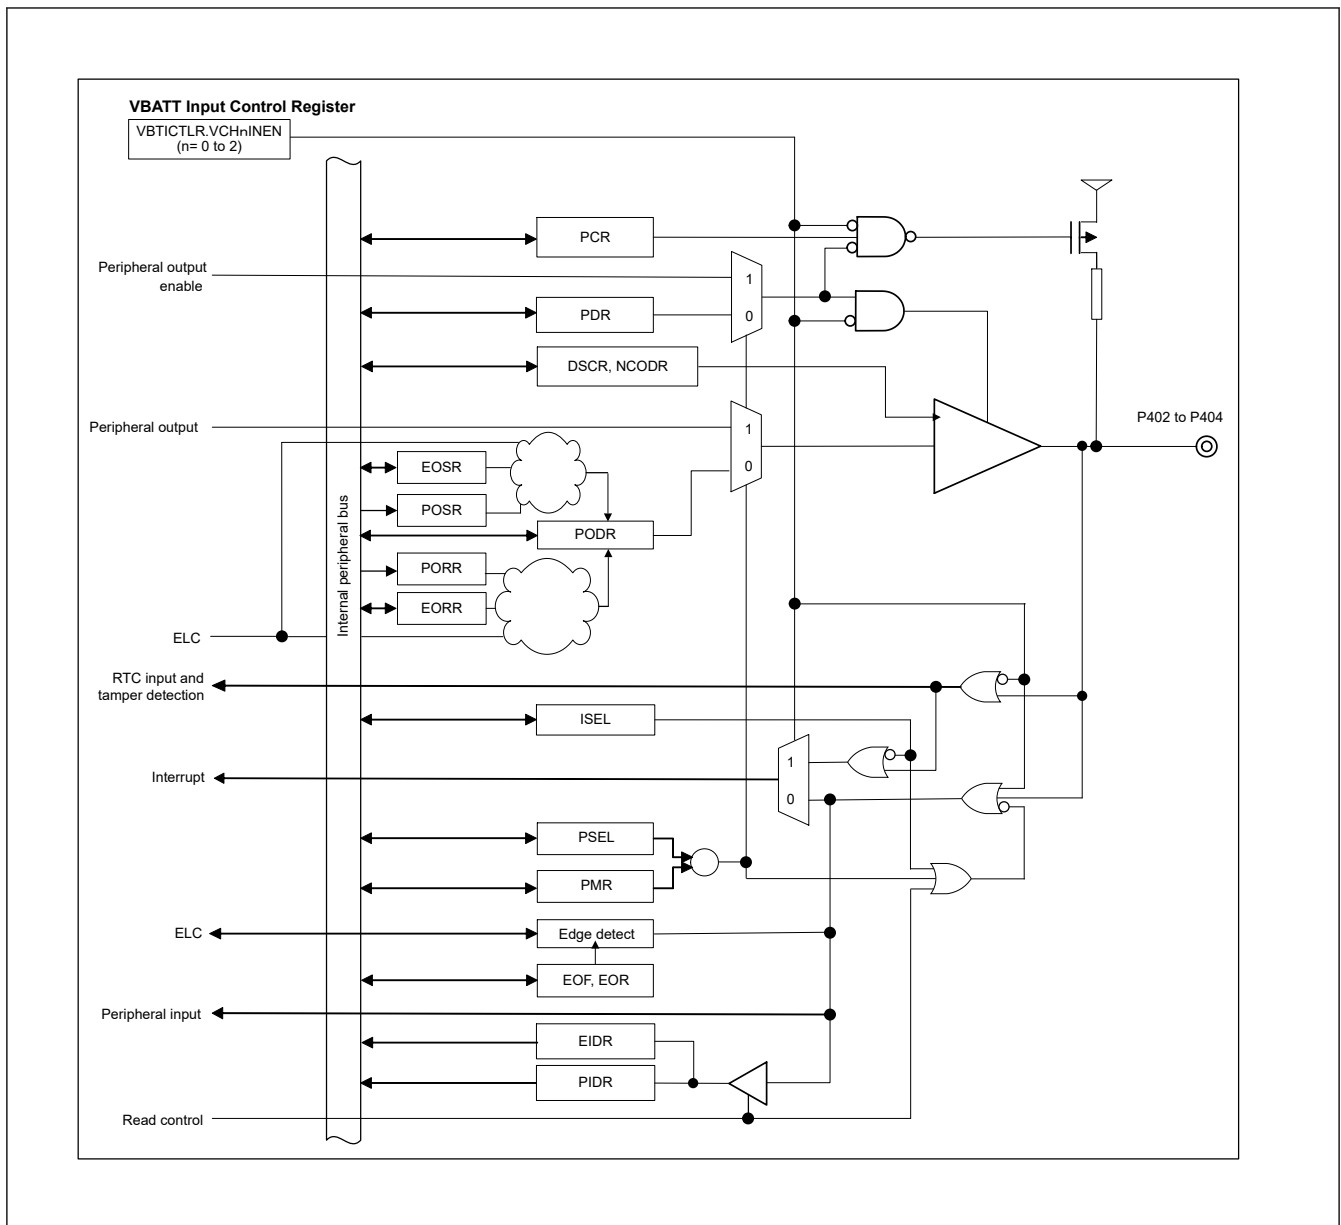 VBATT Input Control Register
VBTICTLR.VCHnINEN
(n= 0 to 2)
PCR
Peripheral output
enable
1
PDR
0
DSCR, NCODR
P402 to P404
Peripheral output
1
EOSR
0
POSR
PODR
Internal peripheral bus
PORR
EORR
ELC
RTC input and
tamper detection
ISEL
1
Interrupt
0
PSEL
PMR
ELC
Edge detect
EOF, EOR
Peripheral input
EIDR
PIDR
Read control